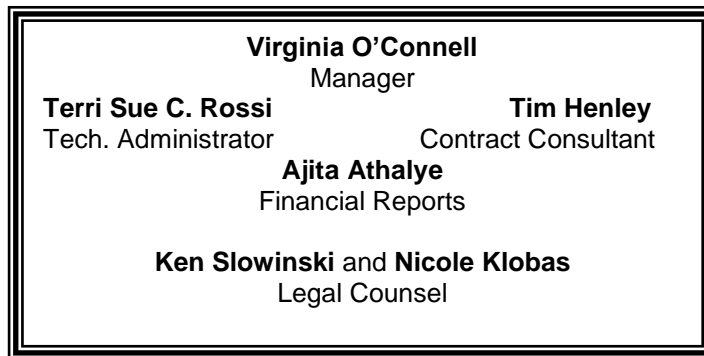 Virginia O’Connell
Manager
Terri Sue C. Rossi Tim Henley
Tech. Administrator Contract Consultant
Ajita Athalye
Financial Reports
Ken Slowinski and Nicole Klobas
Legal Counsel